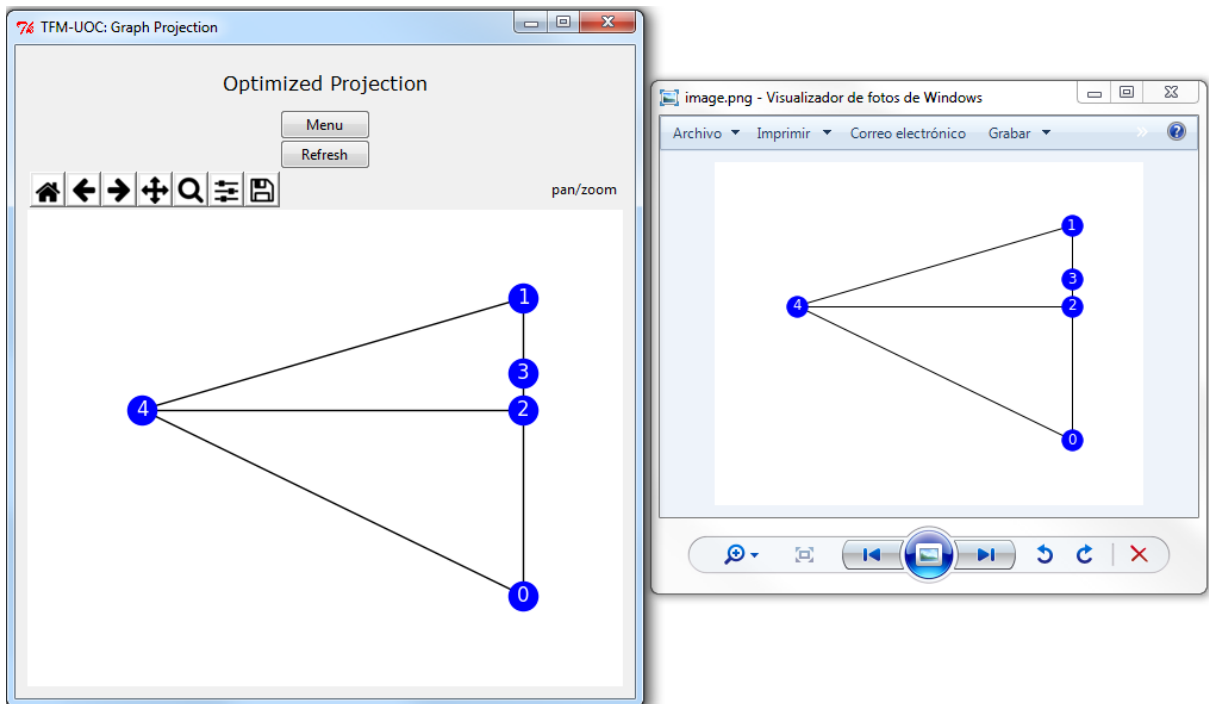 TFM-UOC: Graph Projection
Optimized Projection
Menu
Refresh
pan/zoom
1
3
4
2
0
image.png - Visualizador de fotos de Windows
Archivo Imprimir Correo electrónico Grabar
1
3
4
2
0